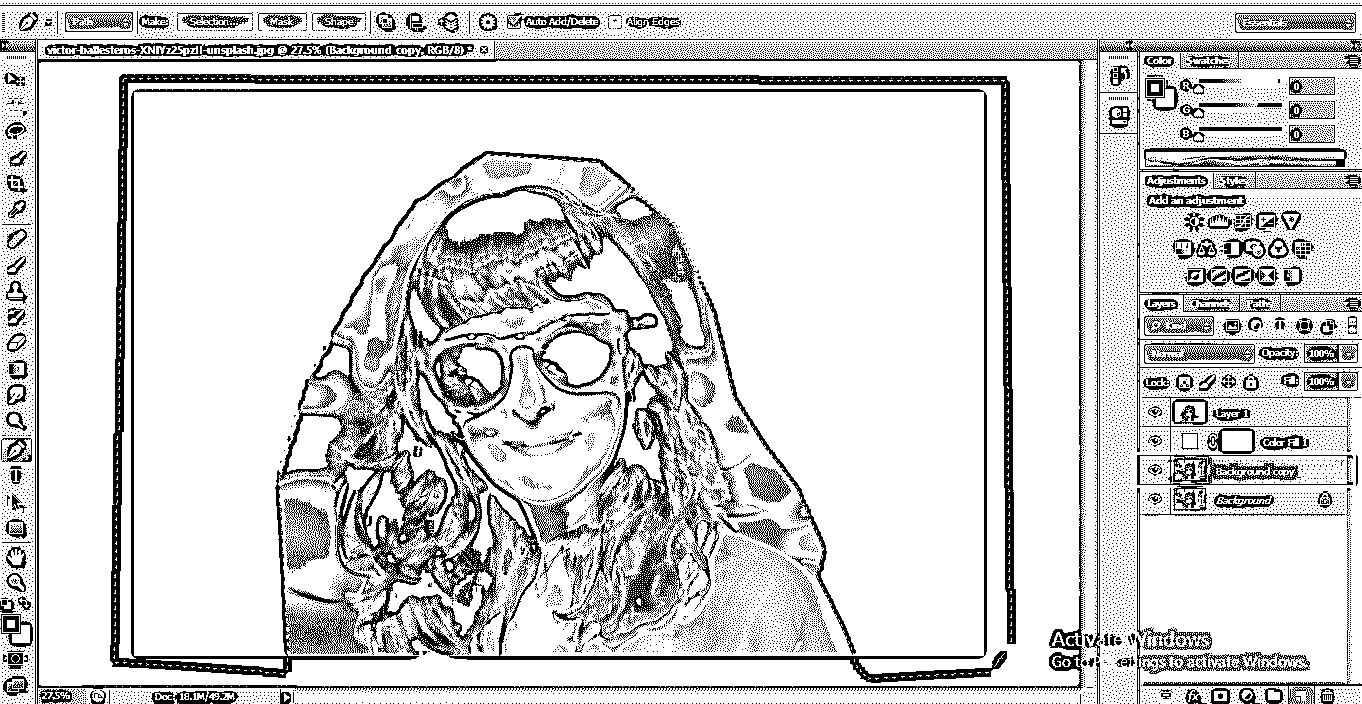 Path Make: Selection... Mask Shape Auto Add/Delete Align Edges Essentials
victor-ballesteros-XNIYz25pzII-unsplash.jpg @ 27.5% (Background copy, RGB/8) *
Color Swatches
R 0
G 0
B 0
Adjustments Styles
Add an adjustment
Layers Channels Paths
Opacity: 100%
Lock: Fill: 100%
Layer 1
Color Fill 1
Background copy
Background
Activate Windows
Go to Settings to activate Windows.
27.5% Doc: 18.1M/49.2M